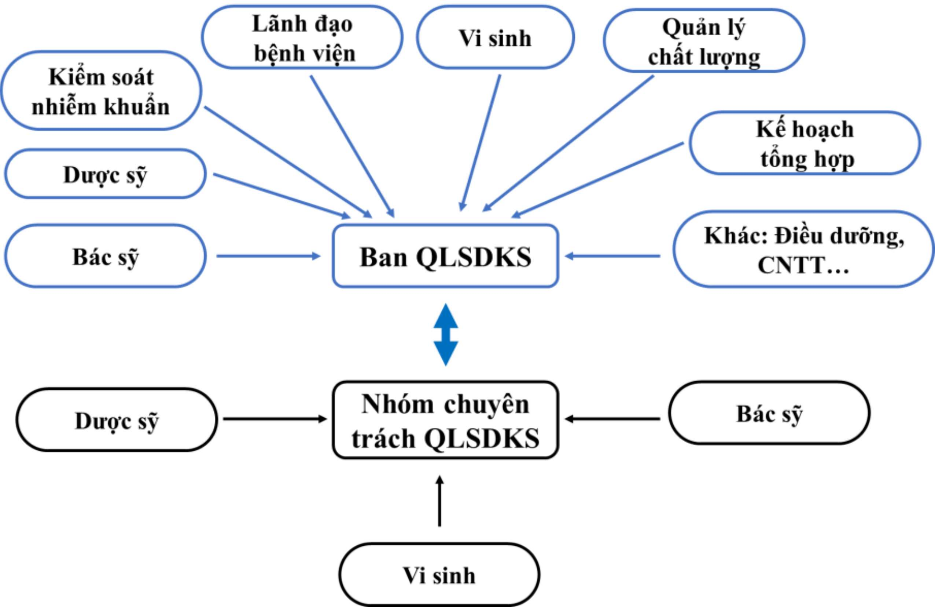 Lãnh đạo
bệnh viện
Vi sinh
Quản lý
chất lượng
Kiểm soát
nhiễm khuẩn
Kế hoạch
tổng hợp
Dược sỹ
Bác sỹ
Ban QLSDKS
Khác: Điều dưỡng,
CNTT…
Dược sỹ
Nhóm chuyên
trách QLSDKS
Bác sỹ
Vi sinh